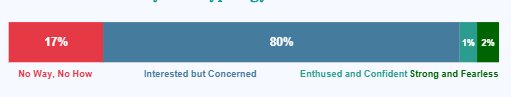 17% 80% 1% 2%
No Way, No How Interested but Concerned Enthused and Confident Strong and Fearless